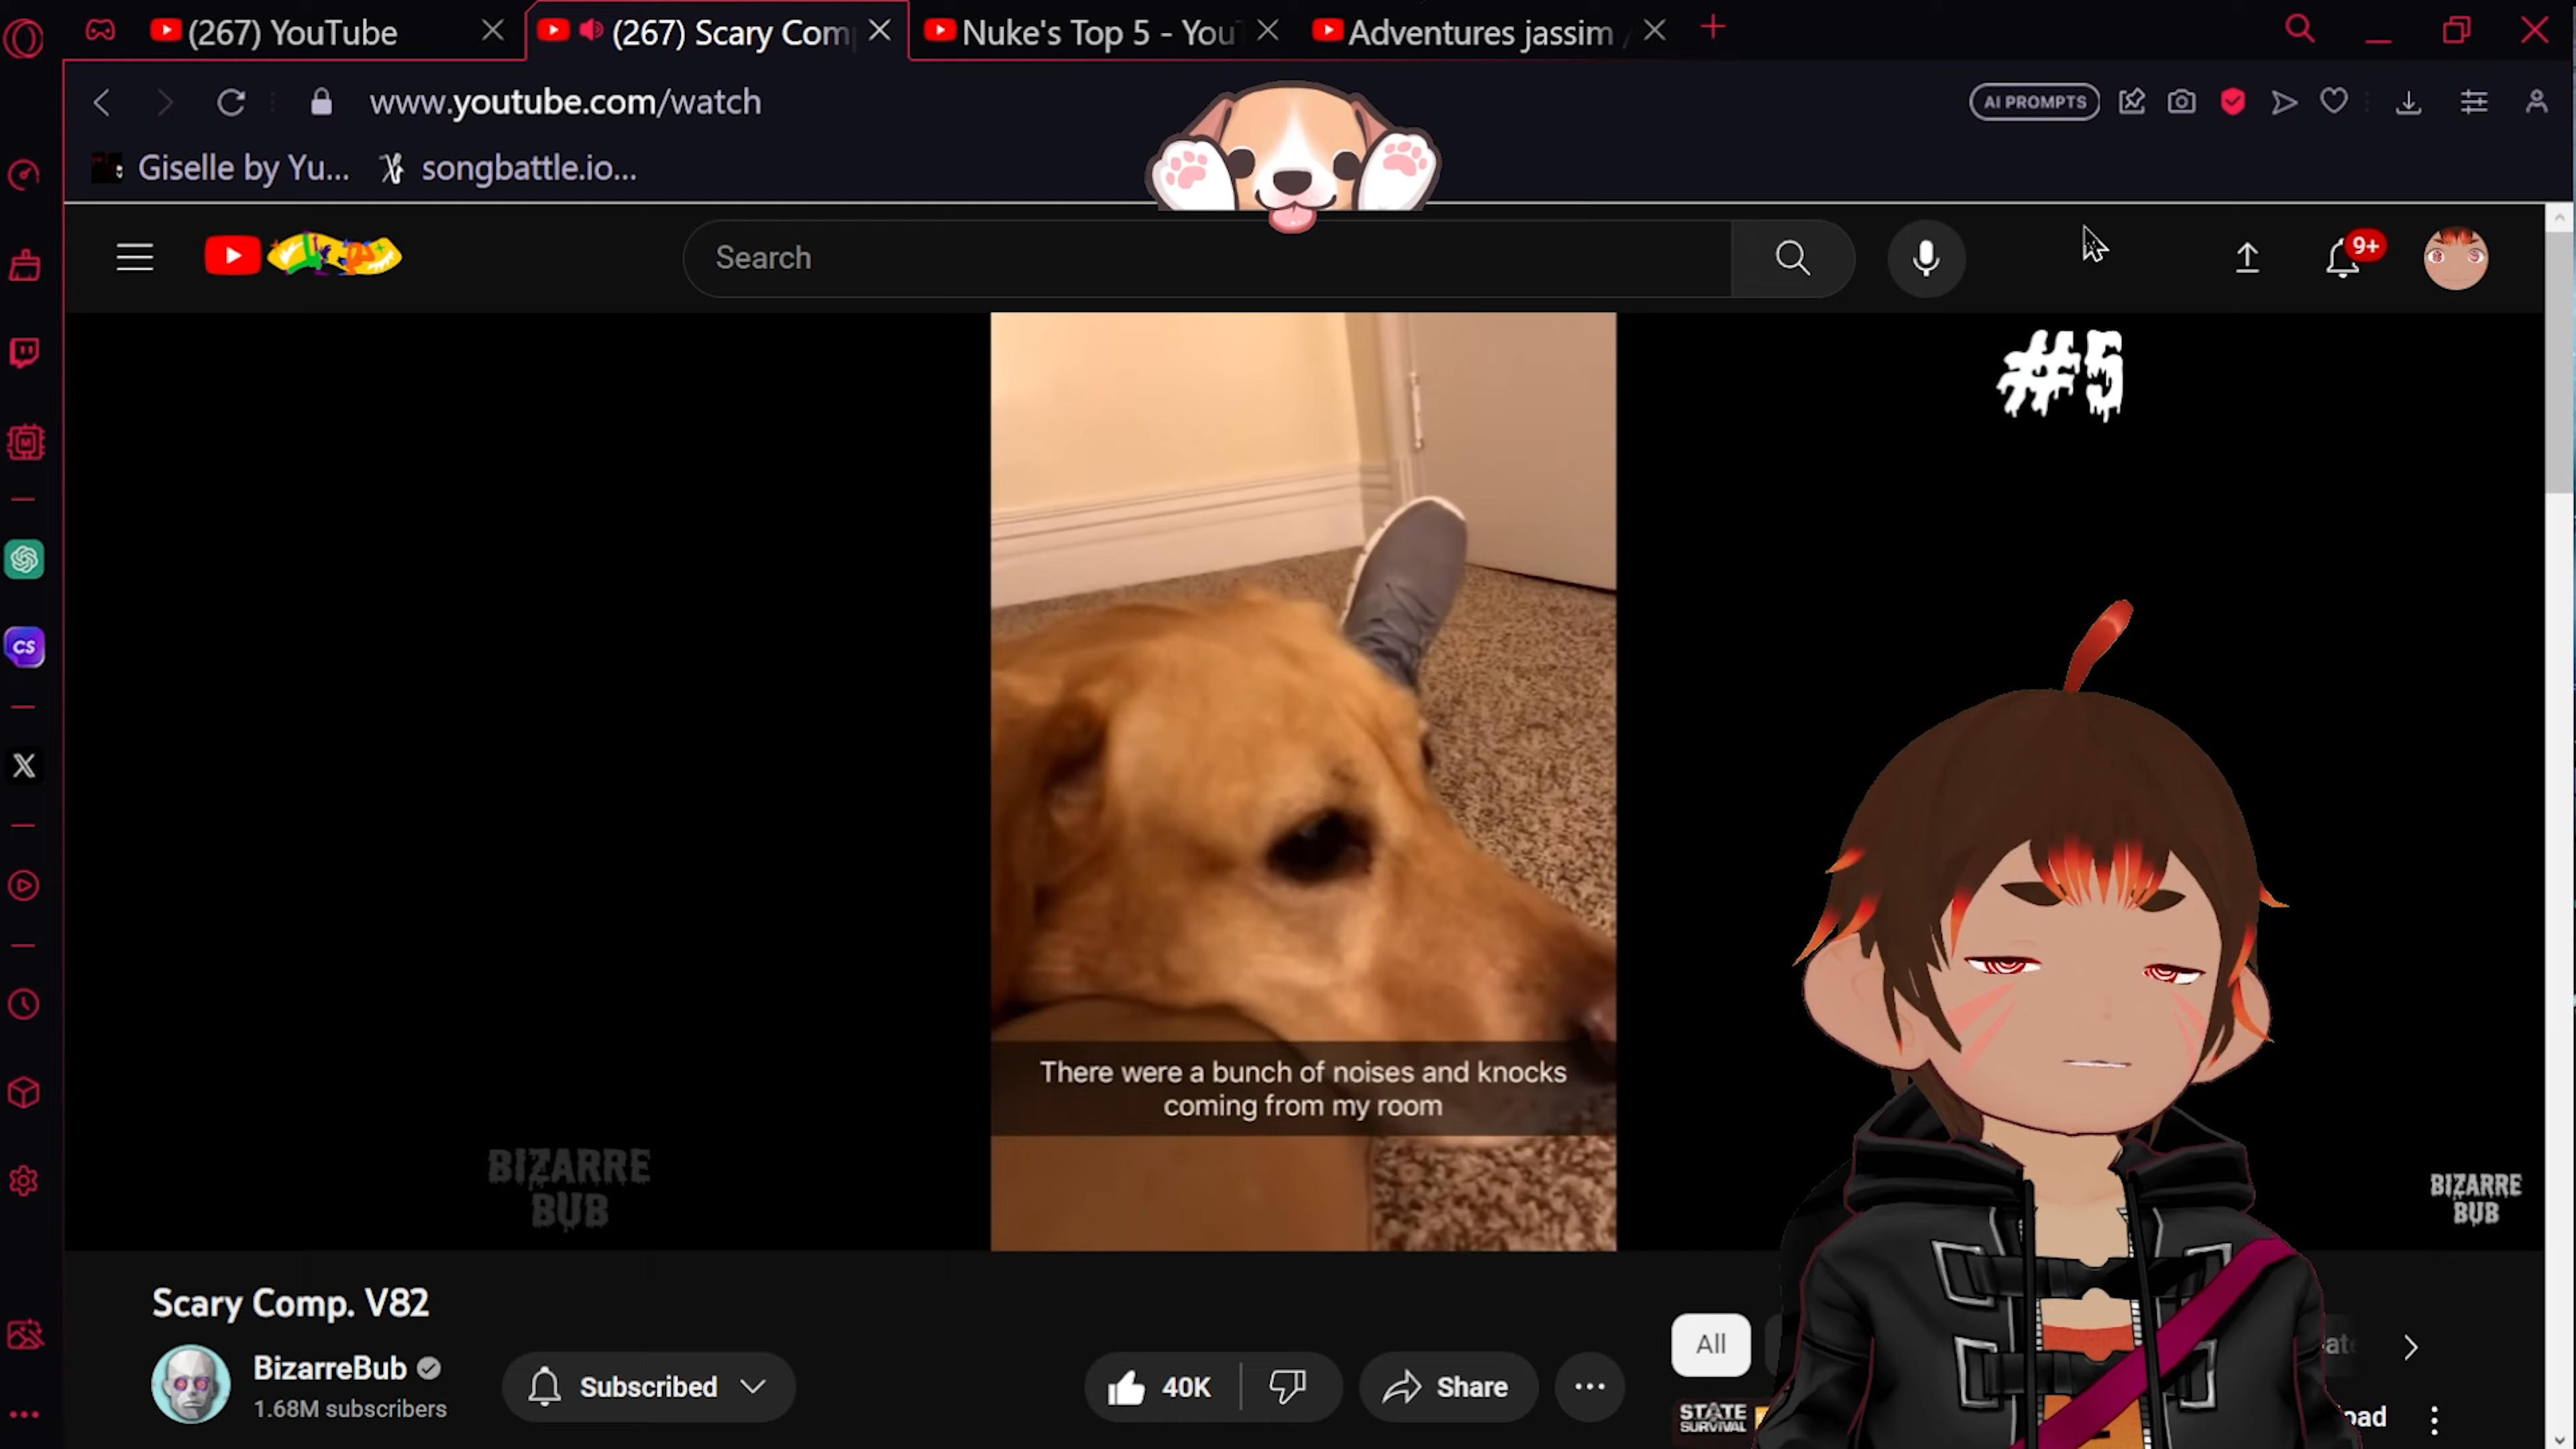 (267) YouTube
(267) Scary Com
Nuke's Top 5 - You
Adventures jassim
www.youtube.com/watch
AI PROMPTS
Giselle by Yu...
songbattle.io...
Search
9+
#5
M
CS
X
There were a bunch of noises and knocks
coming from my room
BIZARRE
BUB
BIZARRE
BUB
Scary Comp. V82
All
BizarreBub
1.68M subscribers
Subscribed
40K
Share
STATE
SURVIVAL